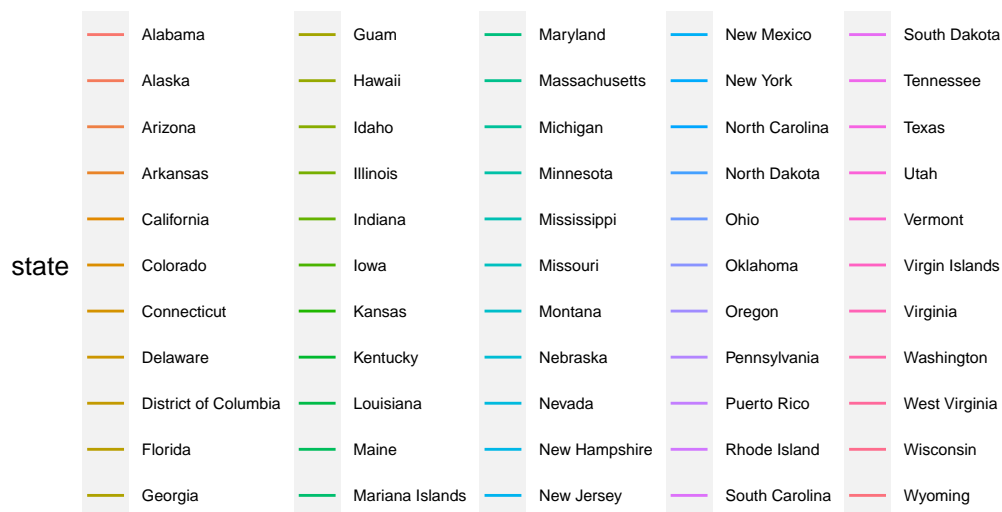 state
Alabama
Alaska
Arizona
Arkansas
California
Colorado
Connecticut
Delaware
District of Columbia
Florida
Georgia
Guam
Hawaii
Idaho
Illinois
Indiana
Iowa
Kansas
Kentucky
Louisiana
Maine
Mariana Islands
Maryland
Massachusetts
Michigan
Minnesota
Mississippi
Missouri
Montana
Nebraska
Nevada
New Hampshire
New Jersey
New Mexico
New York
North Carolina
North Dakota
Ohio
Oklahoma
Oregon
Pennsylvania
Puerto Rico
Rhode Island
South Carolina
South Dakota
Tennessee
Texas
Utah
Vermont
Virgin Islands
Virginia
Washington
West Virginia
Wisconsin
Wyoming